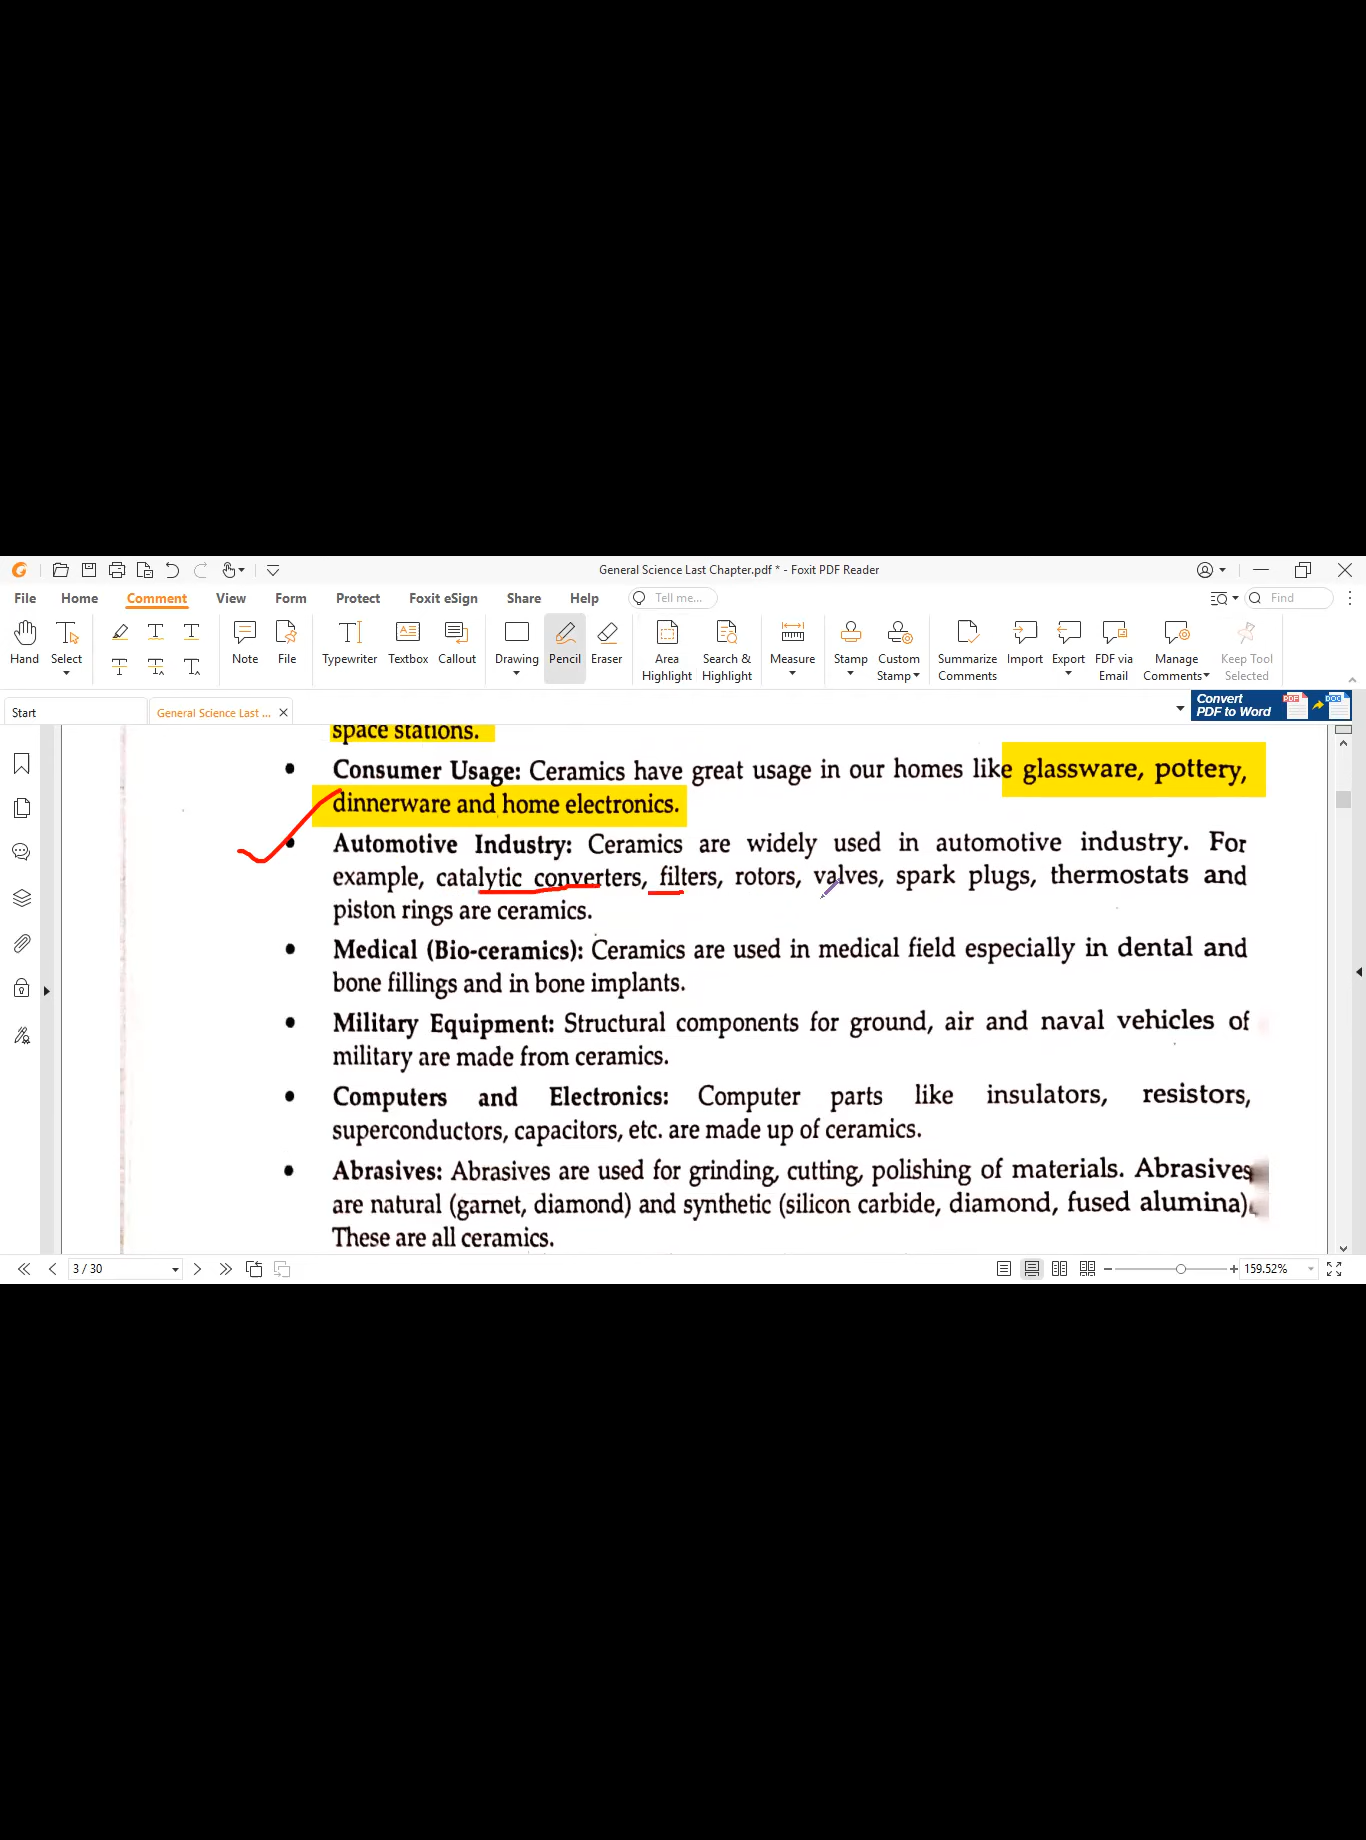 General Science Last Chapter.pdf * - Foxit PDF Reader
File Home Comment View Form Protect Foxit eSign Share Help Tell me... Find
Hand Select Note File Typewriter Textbox Callout Drawing Pencil Eraser Area Highlight Search & Highlight Measure Stamp Custom Stamp Summarize Comments Import Export FDF via Email Manage Comments Keep Tool Selected
Start General Science Last ... Convert PDF to Word PDF DOC
space stations.
• Consumer Usage: Ceramics have great usage in our homes like glassware, pottery,
dinnerware and home electronics.
• Automotive Industry: Ceramics are widely used in automotive industry. For
example, catalytic converters, filters, rotors, valves, spark plugs, thermostats and
piston rings are ceramics.
• Medical (Bio-ceramics): Ceramics are used in medical field especially in dental and
bone fillings and in bone implants.
• Military Equipment: Structural components for ground, air and naval vehicles of
military are made from ceramics.
• Computers and Electronics: Computer parts like insulators, resistors,
superconductors, capacitors, etc. are made up of ceramics.
• Abrasives: Abrasives are used for grinding, cutting, polishing of materials. Abrasives
are natural (garnet, diamond) and synthetic (silicon carbide, diamond, fused alumina).
These are all ceramics.
3 / 30 159.52%